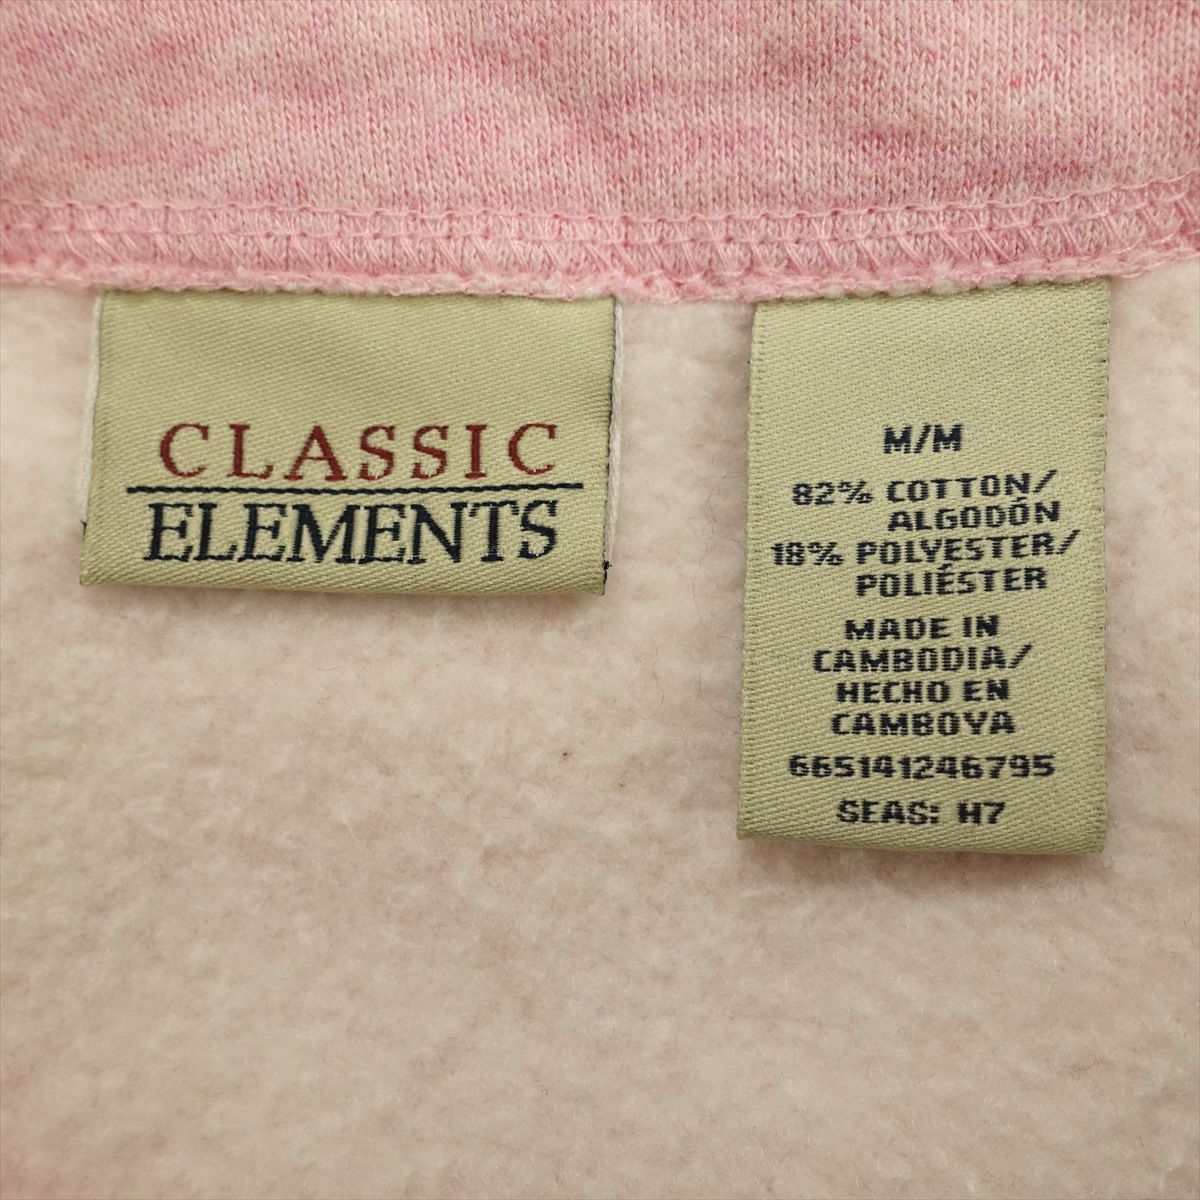 CLASSIC
ELEMENTS
M/M
82% COTTON/
ALGODÓN
18% POLYESTER/
POLIÉSTER
MADE IN
CAMBODIA/
HECHO EN
CAMBOYA
665141246795
SEAS: H7